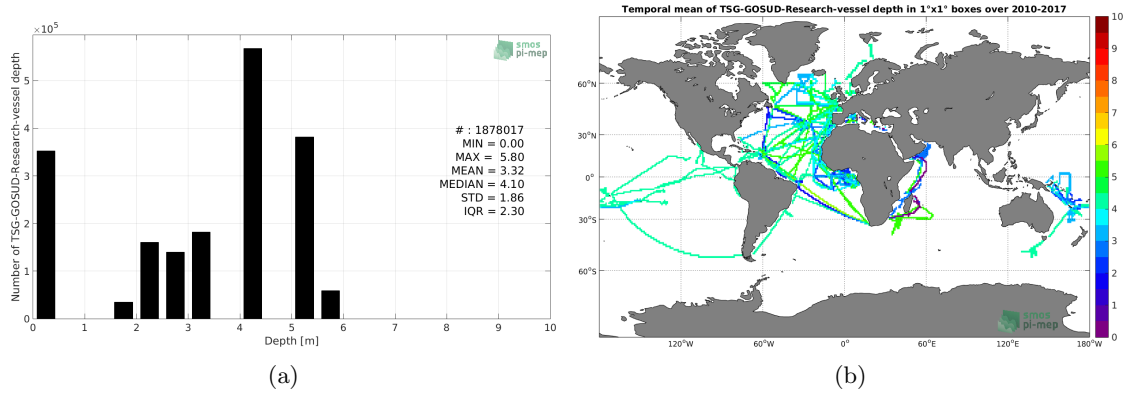 ×10⁵
smos
pi-mep
Number of TSG-GOSUD-Research-vessel depth
5
4
3
2
1
0
# : 1878017
MIN = 0.00
MAX = 5.80
MEAN = 3.32
MEDIAN = 4.10
STD = 1.86
IQR = 2.30
0 1 2 3 4 5 6 7 8 9 10
Depth [m]
(a)
Temporal mean of TSG-GOSUD-Research-vessel depth in 1°x1° boxes over 2010-2017
60°N
30°N
0°
30°S
60°S
120°W 60°W 0° 60°E 120°E 180°W
smos
pi-mep
10
9
8
7
6
5
4
3
2
1
0
(b)